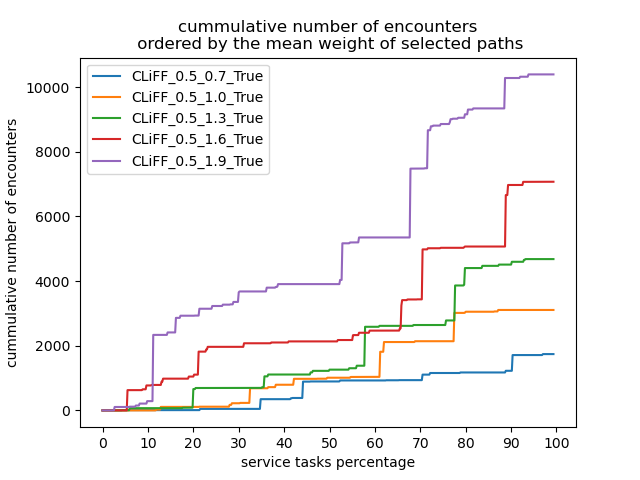 cummulative number of encounters
ordered by the mean weight of selected paths
CLiFF_0.5_0.7_True
CLiFF_0.5_1.0_True
CLiFF_0.5_1.3_True
CLiFF_0.5_1.6_True
CLiFF_0.5_1.9_True
cummulative number of encounters
10000
8000
6000
4000
2000
0
0 10 20 30 40 50 60 70 80 90 100
service tasks percentage